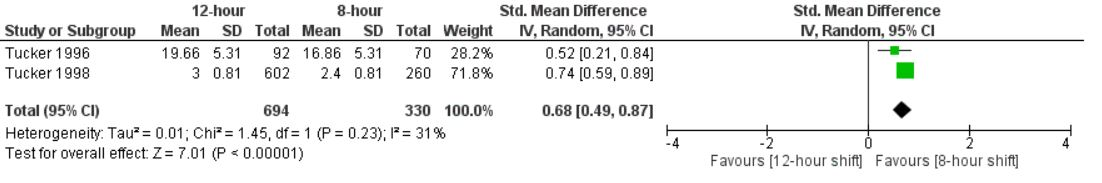 12-hour 8-hour Std. Mean Difference Std. Mean Difference
Study or Subgroup Mean SD Total Mean SD Total Weight IV, Random, 95% CI IV, Random, 95% CI
Tucker 1996 19.66 5.31 92 16.86 5.31 70 28.2% 0.52 [0.21, 0.84]
Tucker 1998 3 0.81 602 2.4 0.81 260 71.8% 0.74 [0.59, 0.89]
Total (95% CI) 694 330 100.0% 0.68 [0.49, 0.87]
Heterogeneity: Tau² = 0.01; Chi² = 1.45, df = 1 (P = 0.23); I² = 31%
Test for overall effect: Z = 7.01 (P < 0.00001)
-4 -2 0 2 4
Favours [12-hour shift] Favours [8-hour shift]